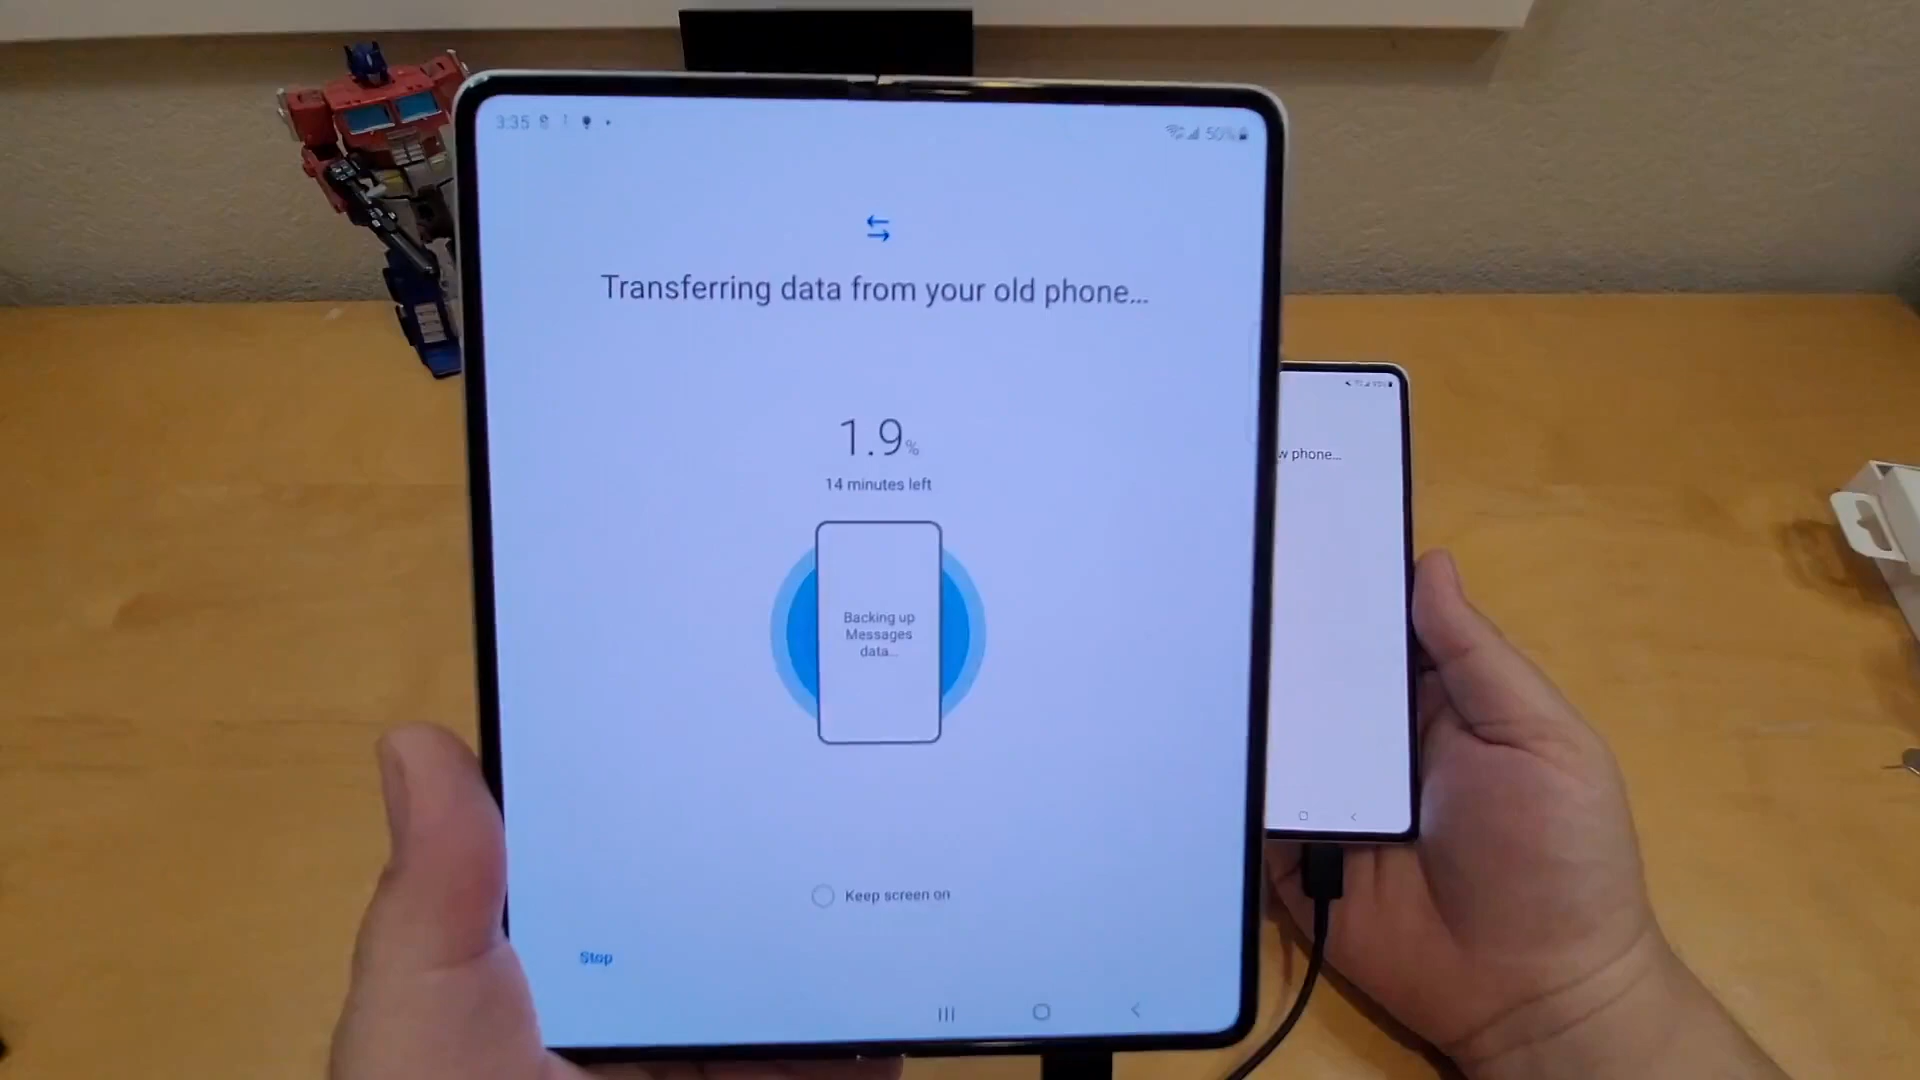 3:35
50%
Transferring data from your old phone...
1.9%
14 minutes left
Backing up
Messages
data...
Keep screen on
Stop
w phone...